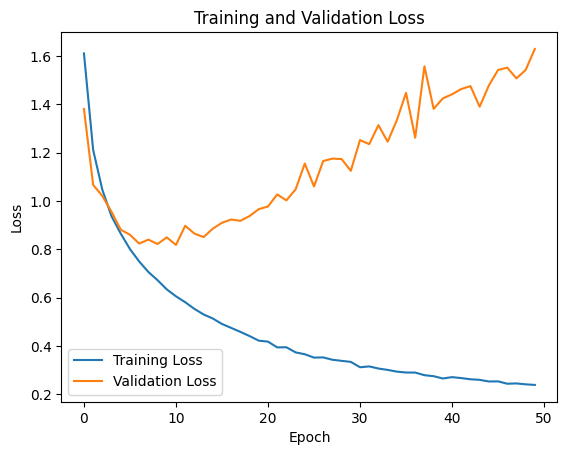 Training and Validation Loss
1.6
1.4
1.2
1.0
0.8
0.6
0.4
0.2
Loss
Training Loss
Validation Loss
0 10 20 30 40 50
Epoch